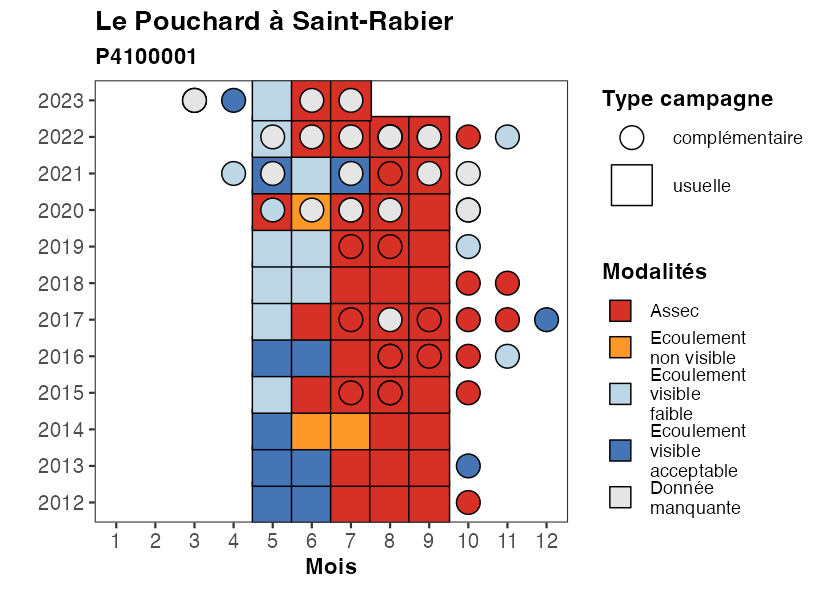 Le Pouchard à Saint-Rabier
P4100001
2023
2022
2021
2020
2019
2018
2017
2016
2015
2014
2013
2012
1 2 3 4 5 6 7 8 9 10 11 12
Mois
Type campagne
complémentaire
usuelle
Modalités
Assec
Ecoulement
non visible
Ecoulement
visible
faible
Ecoulement
visible
acceptable
Donnée
manquante